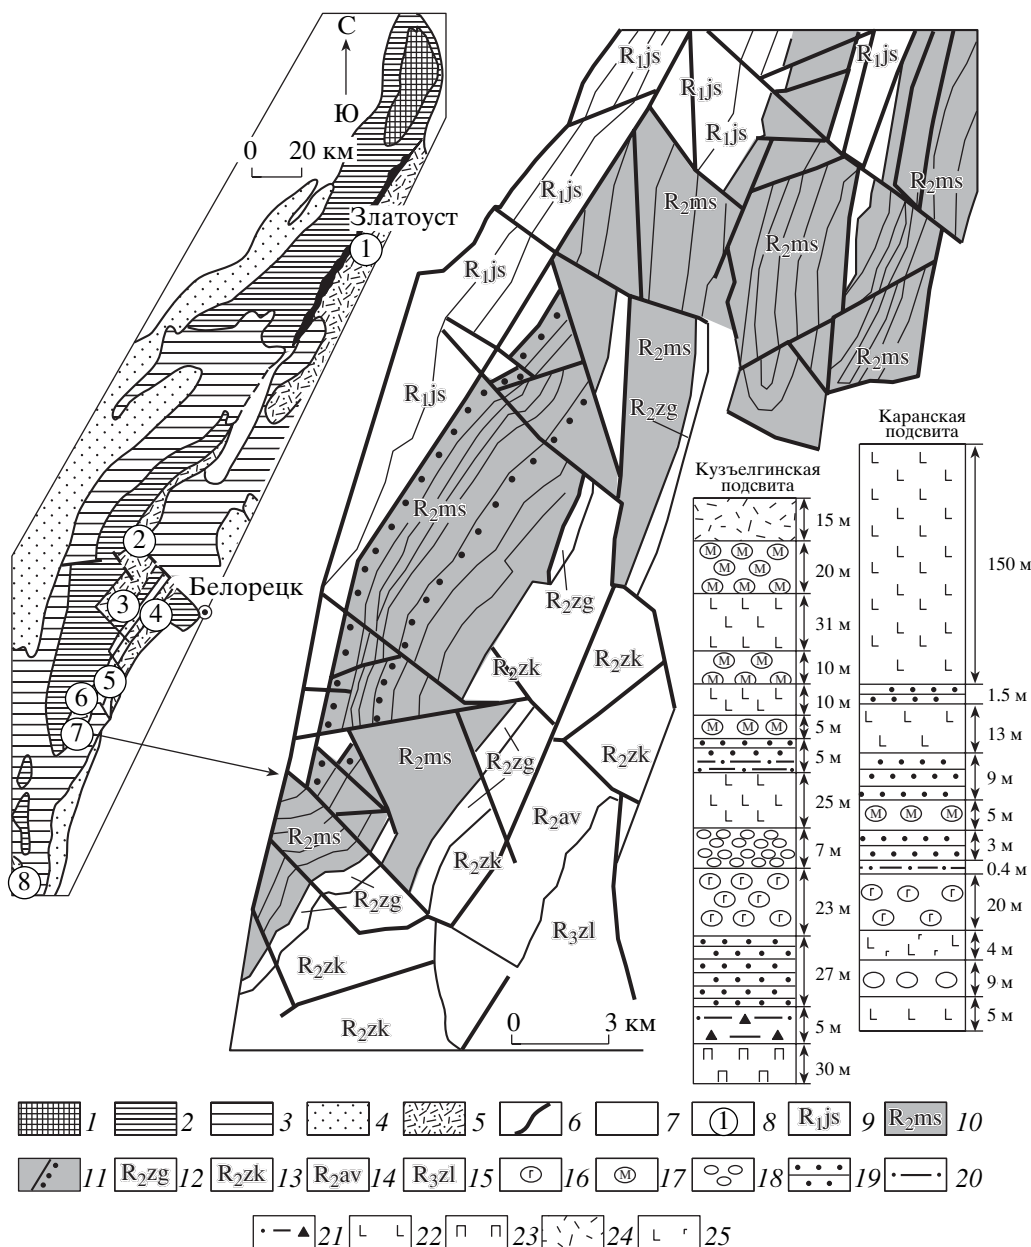 С
Ю
0 20 км
Златоуст
1
2
Белорецк
3
4
5
6
7
8
R₁js
R₁js
R₁js
R₁js
R₁js
R₂ms
R₂ms
R₂ms
R₁js
R₂ms
R₂ms
R₁js
R₂zg
R₂ms
R₂zg
R₂zk
R₂zk
R₂ms
R₂zg
R₂zk
R₂av
R₂ms
R₂zk
R₂zg
R₃zl
R₂zk
R₂zk
0 3 км
Кузъелгинская
подсвита
15 м
М М М
20 м
М М
М М М
31 м
М М
10 м
М
10 м
М М М
5 м
5 м
25 м
7 м
г г г
23 м
г г
г г г
27 м
5 м
30 м
Каранская
подсвита
150 м
1.5 м
13 м
9 м
М М М
5 м
3 м
0.4 м
г г г
20 м
г г
4 м
9 м
5 м
1 2 3 4 5 6 7 1 8 R₁js 9 R₂ms 10
11 R₂zg 12 R₂zk 13 R₂av 14 R₃zl 15 г 16 М 17 18 19 20
21 22 23 24 25